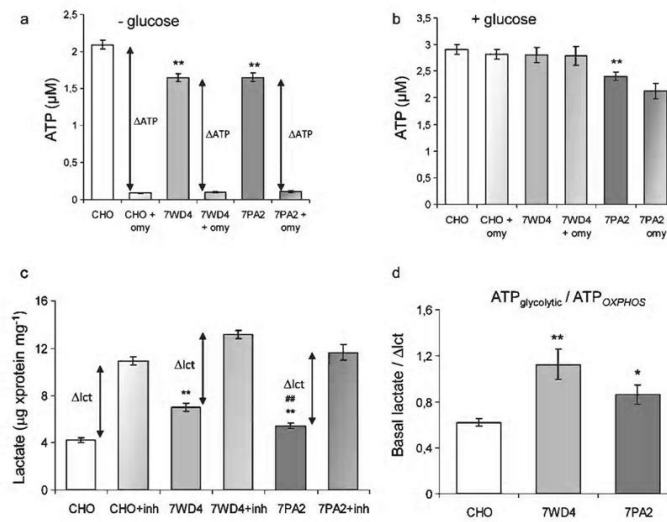 a
- glucose
ATP (µM)
2,5
2
1,5
1
0,5
0
**
**
ΔATP
ΔATP
ΔATP
CHO
CHO +
omy
7WD4
7WD4
+ omy
7PA2
7PA2
+ omy
b
+ glucose
ATP (µM)
3,5
3
2,5
2
1,5
1
0,5
0
**
CHO
CHO +
omy
7WD4
7WD4
+ omy
7PA2
7PA2
omy
c
Lactate (µg xprotein mg⁻¹)
16
12
8
4
0
Δlct
**
Δlct
##
**
Δlct
CHO
CHO+inh
7WD4
7WD4+inh
7PA2
7PA2+inh
d
ATPglycolytic / ATPOXPHOS
Basal lactate / Δlct
1,6
1,2
0,8
0,4
0
**
*
CHO
7WD4
7PA2